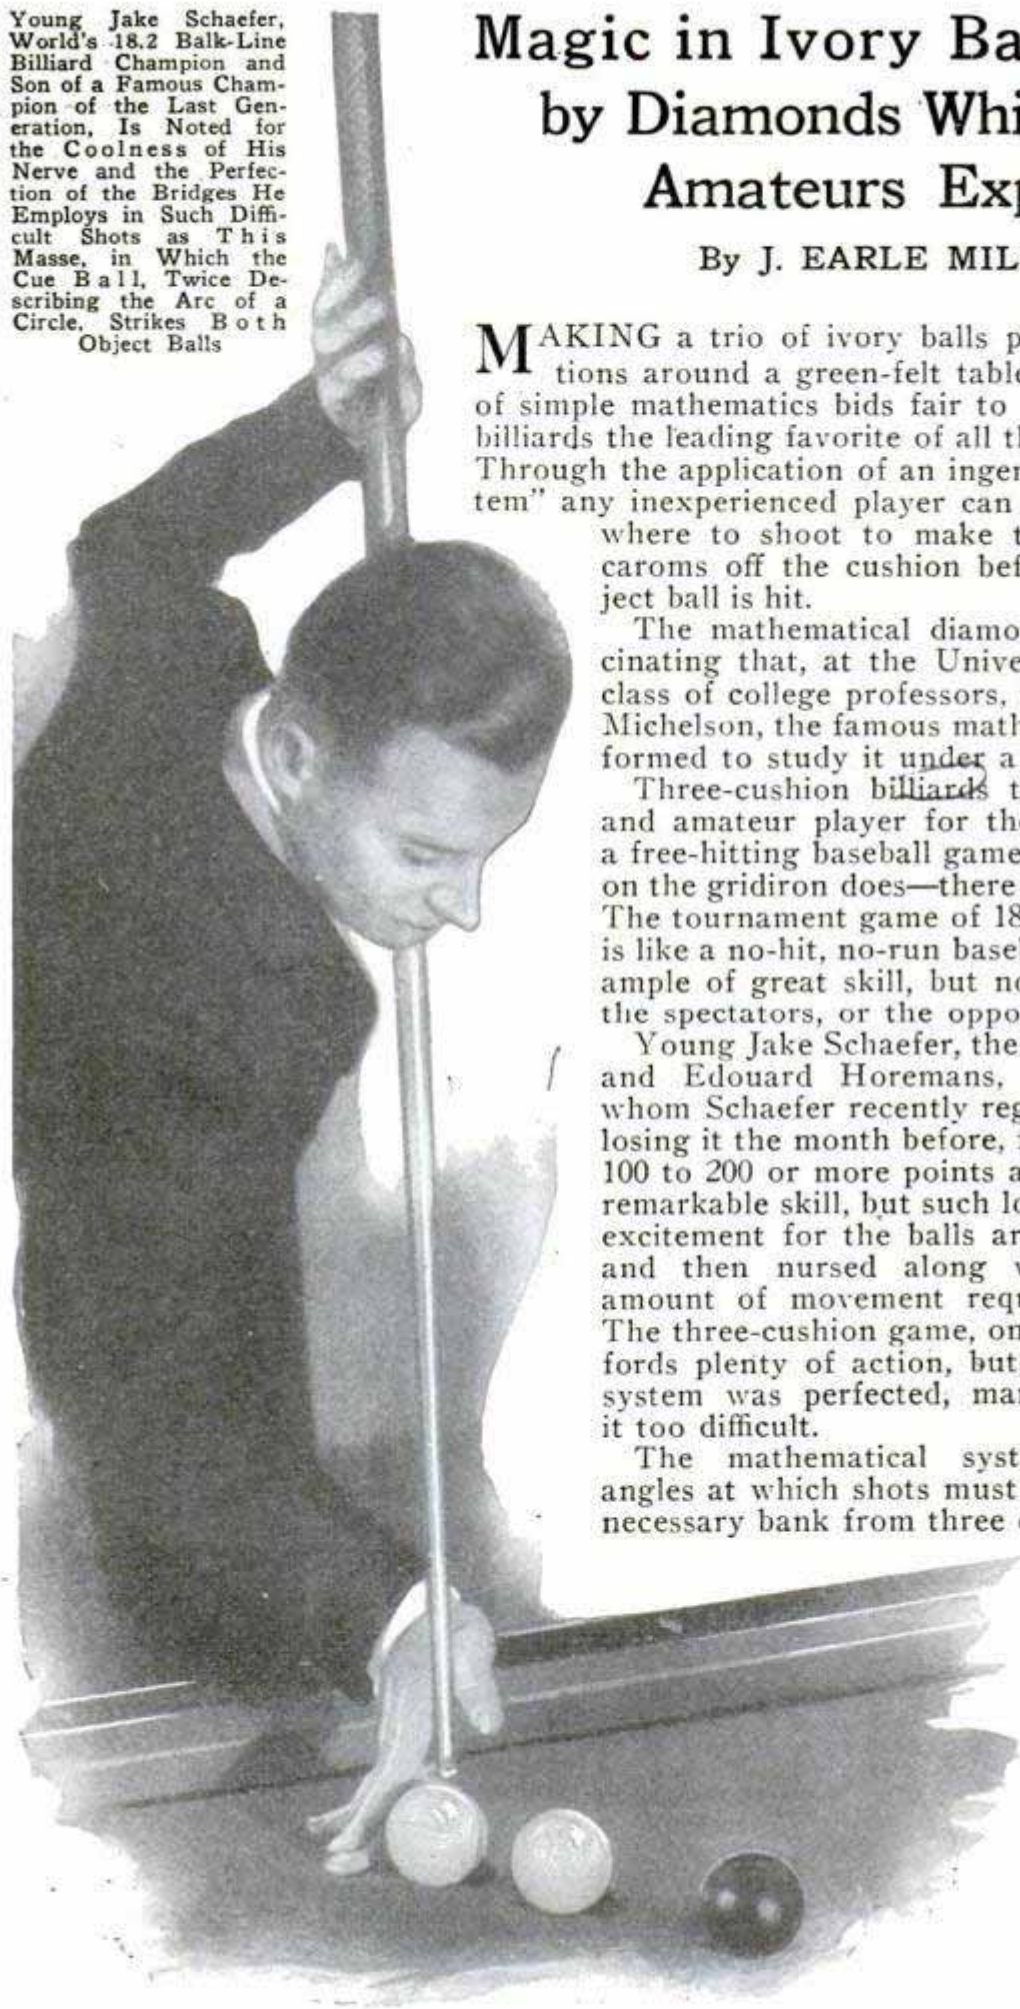 Young Jake Schaefer,
World's 18.2 Balk-Line
Billiard Champion and
Son of a Famous Cham-
pion of the Last Gen-
eration, Is Noted for
the Coolness of His
Nerve and the Perfec-
tion of the Bridges He
Employs in Such Diffi-
cult Shots as This
Masse, in Which the
Cue Ball, Twice De-
scribing the Arc of a
Circle, Strikes Both
Object Balls
Magic in Ivory Ba
by Diamonds Whi
Amateurs Exp
By J. EARLE MIL
MAKING a trio of ivory balls p
tions around a green-felt table
of simple mathematics bids fair to
billiards the leading favorite of all th
Through the application of an ingen
tem" any inexperienced player can
where to shoot to make t
caroms off the cushion bef
ject ball is hit.
The mathematical diamo
cinating that, at the Unive
class of college professors,
Michelson, the famous math
formed to study it under a
Three-cushion billiards t
and amateur player for the
a free-hitting baseball game
on the gridiron does—there
The tournament game of 18
is like a no-hit, no-run base
ample of great skill, but no
the spectators, or the oppo
Young Jake Schaefer, the
and Edouard Horemans,
whom Schaefer recently reg
losing it the month before,
100 to 200 or more points a
remarkable skill, but such lo
excitement for the balls ar
and then nursed along
amount of movement requ
The three-cushion game, on
fords plenty of action, but
system was perfected, man
it too difficult.
The mathematical syst
angles at which shots must
necessary bank from three